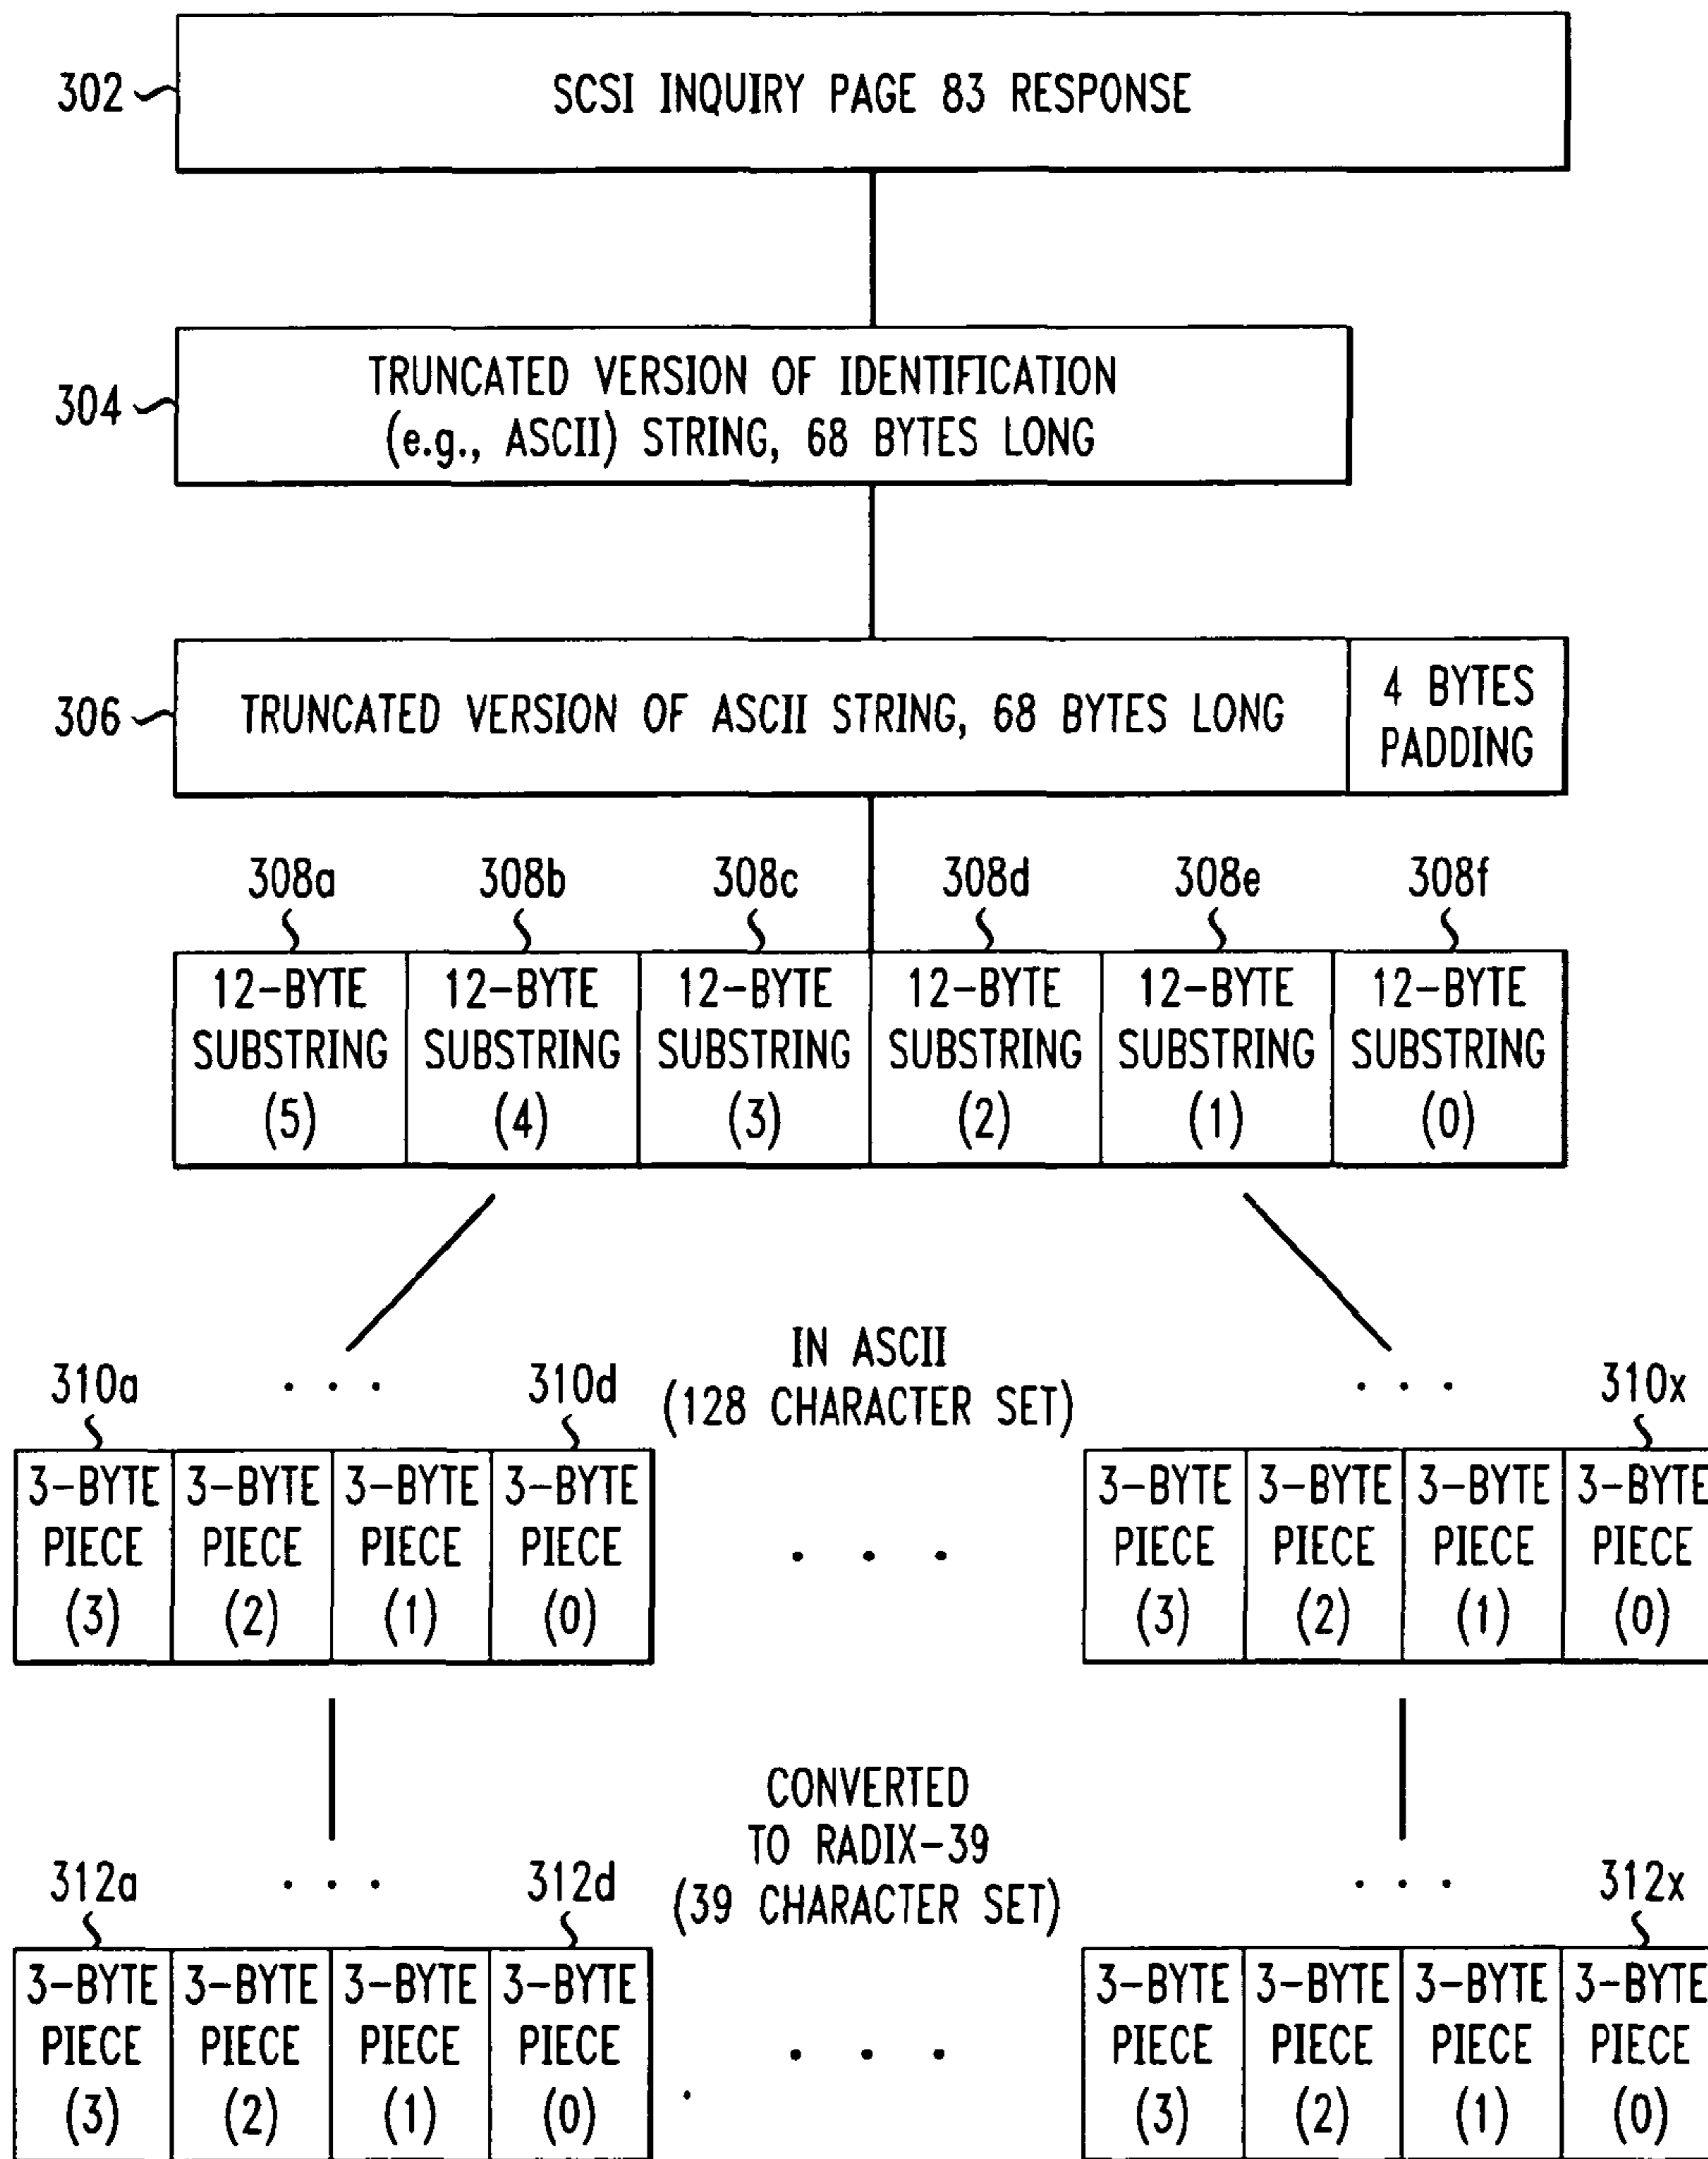 302
SCSI INQUIRY PAGE 83 RESPONSE
304
TRUNCATED VERSION OF IDENTIFICATION
(e.g., ASCII) STRING, 68 BYTES LONG
306
TRUNCATED VERSION OF ASCII STRING, 68 BYTES LONG
4 BYTES
PADDING
308a 308b 308c 308d 308e 308f
12-BYTE 12-BYTE 12-BYTE 12-BYTE 12-BYTE 12-BYTE
SUBSTRING SUBSTRING SUBSTRING SUBSTRING SUBSTRING SUBSTRING
(5) (4) (3) (2) (1) (0)
IN ASCII
(128 CHARACTER SET)
310a . . . 310d . . . 310x
3-BYTE 3-BYTE 3-BYTE 3-BYTE 3-BYTE 3-BYTE 3-BYTE 3-BYTE
PIECE PIECE PIECE PIECE . . . PIECE PIECE PIECE PIECE
(3) (2) (1) (0) (3) (2) (1) (0)
CONVERTED
TO RADIX-39
(39 CHARACTER SET)
312a . . . 312d . . . 312x
3-BYTE 3-BYTE 3-BYTE 3-BYTE 3-BYTE 3-BYTE 3-BYTE 3-BYTE
PIECE PIECE PIECE PIECE . . . PIECE PIECE PIECE PIECE
(3) (2) (1) (0) (3) (2) (1) (0)